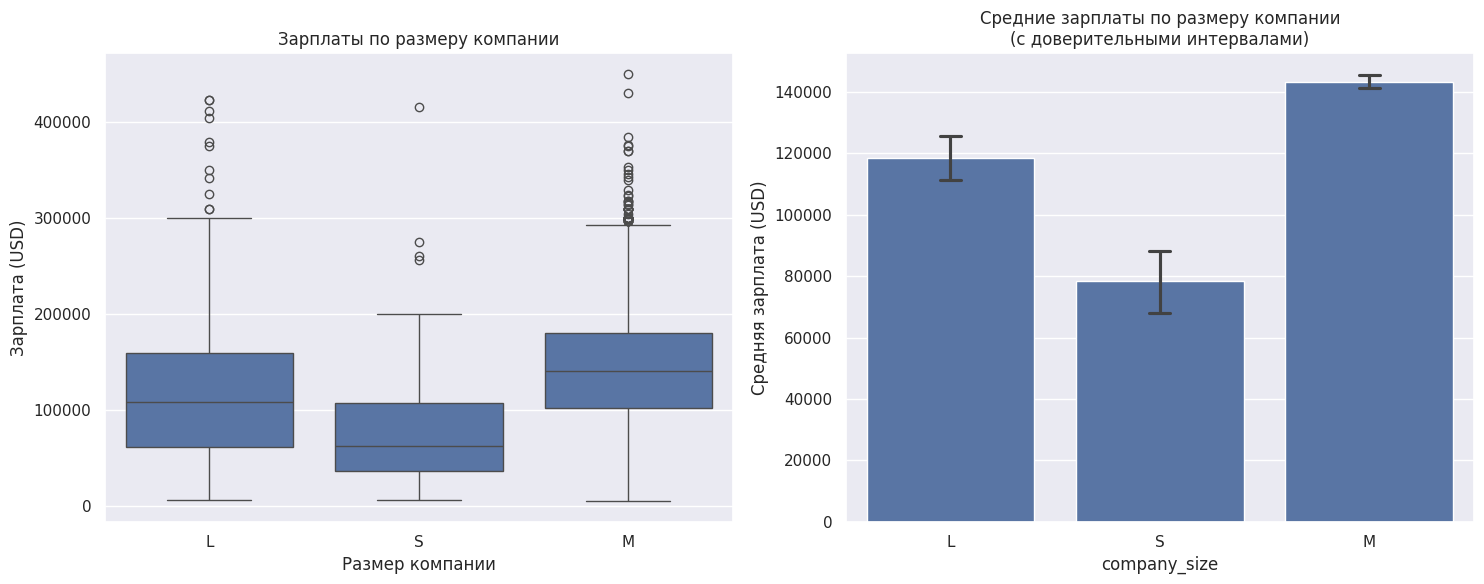 Зарплаты по размеру компании
Зарплата (USD)
400000
300000
200000
100000
0
L
S
M
Размер компании
Средние зарплаты по размеру компании
(с доверительными интервалами)
Средняя зарплата (USD)
140000
120000
100000
80000
60000
40000
20000
0
L
S
M
company_size